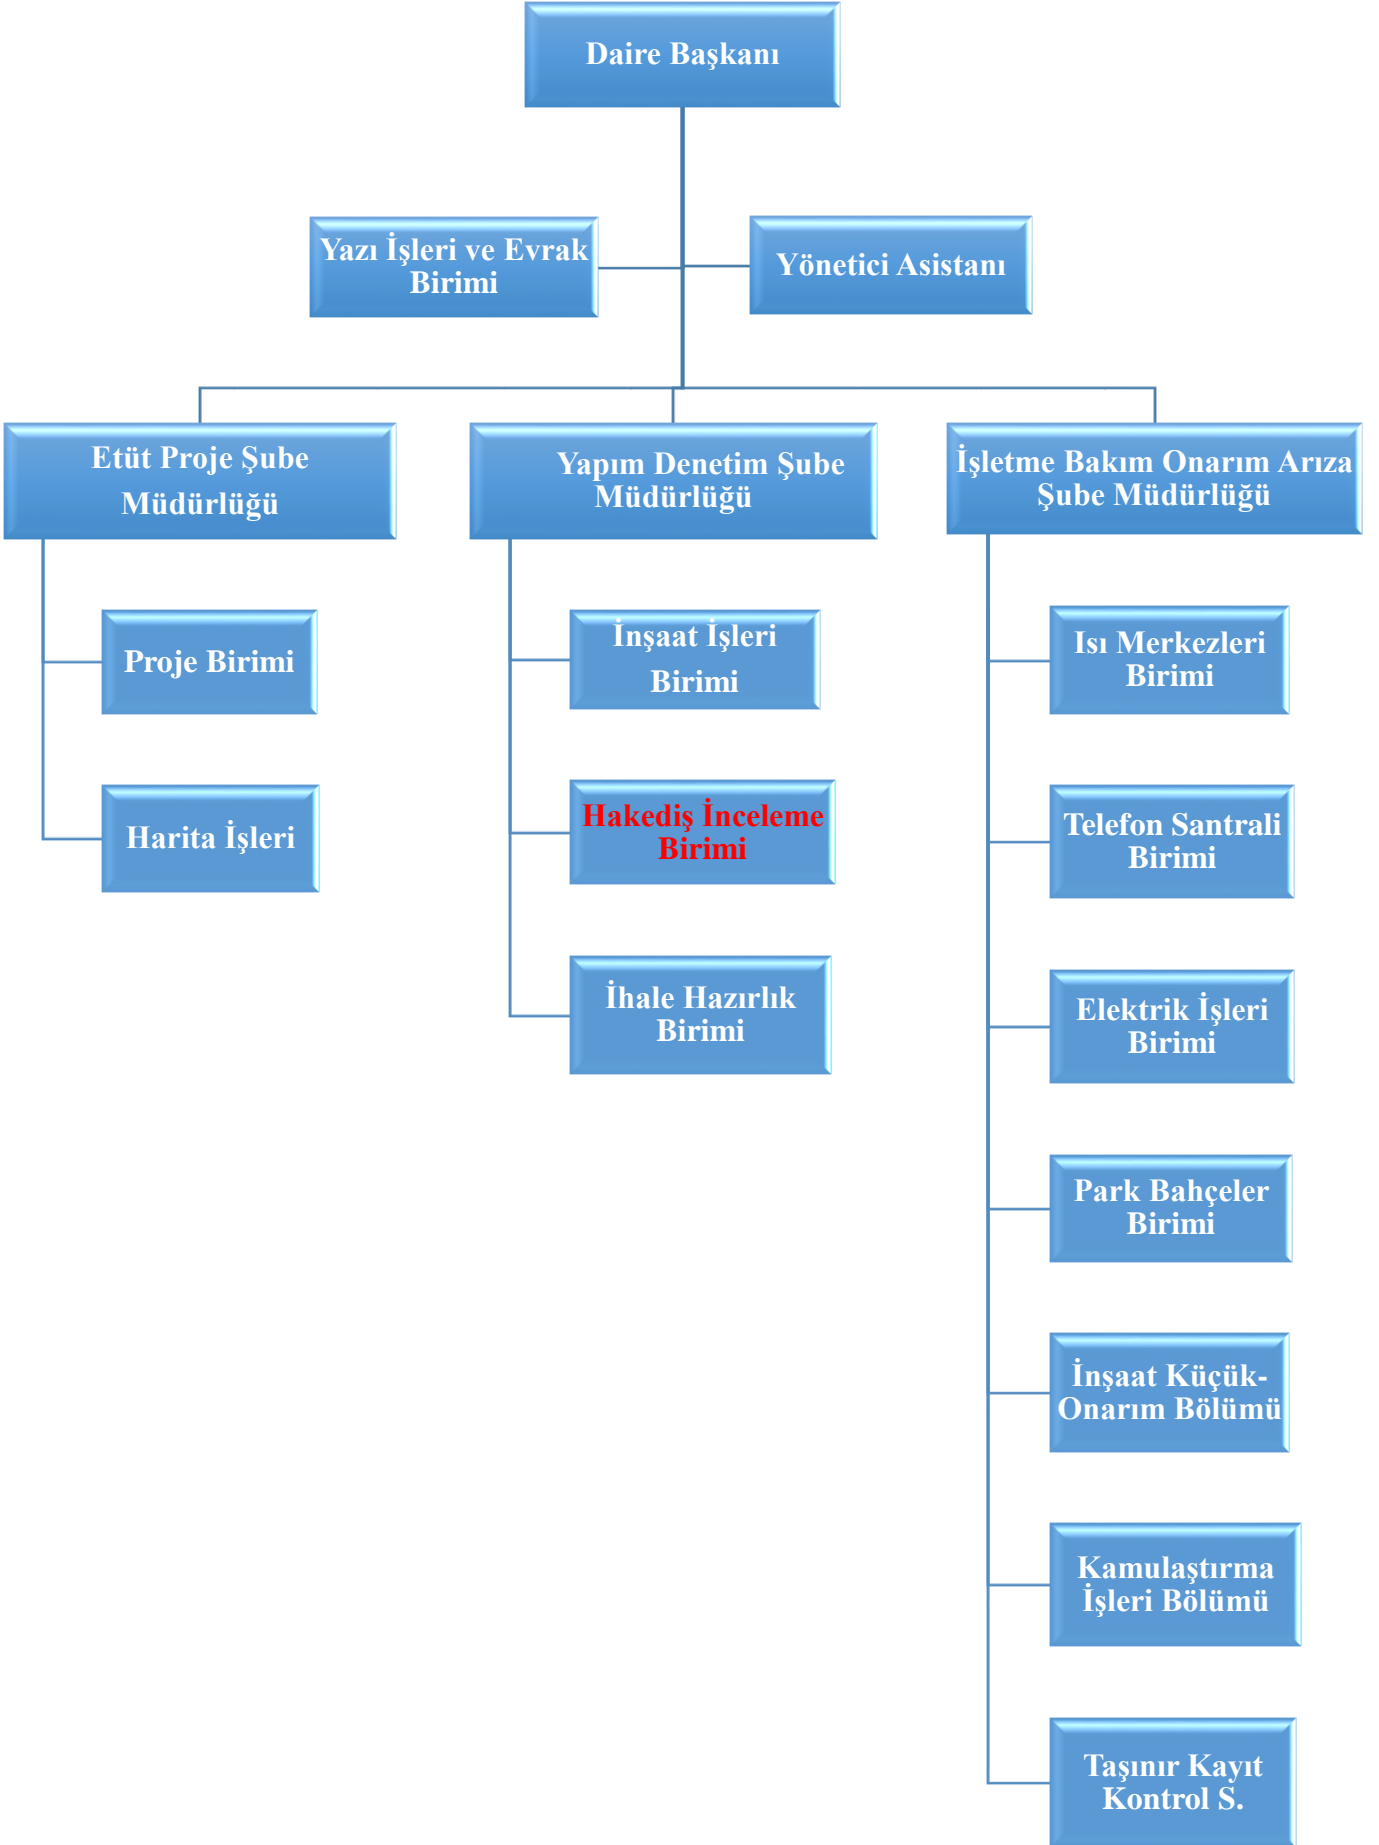 Daire Başkanı
Yazı İşleri ve Evrak
Birimi
Yönetici Asistanı
Etüt Proje Şube
Müdürlüğü
Yapım Denetim Şube
Müdürlüğü
İşletme Bakım Onarım Arıza
Şube Müdürlüğü
Proje Birimi
Harita İşleri
İnşaat İşleri
Birimi
Hakediş İnceleme
Birimi
İhale Hazırlık
Birimi
Isı Merkezleri
Birimi
Telefon Santrali
Birimi
Elektrik İşleri
Birimi
Park Bahçeler
Birimi
İnşaat Küçük-
Onarım Bölümü
Kamulaştırma
İşleri Bölümü
Taşınır Kayıt
Kontrol S.